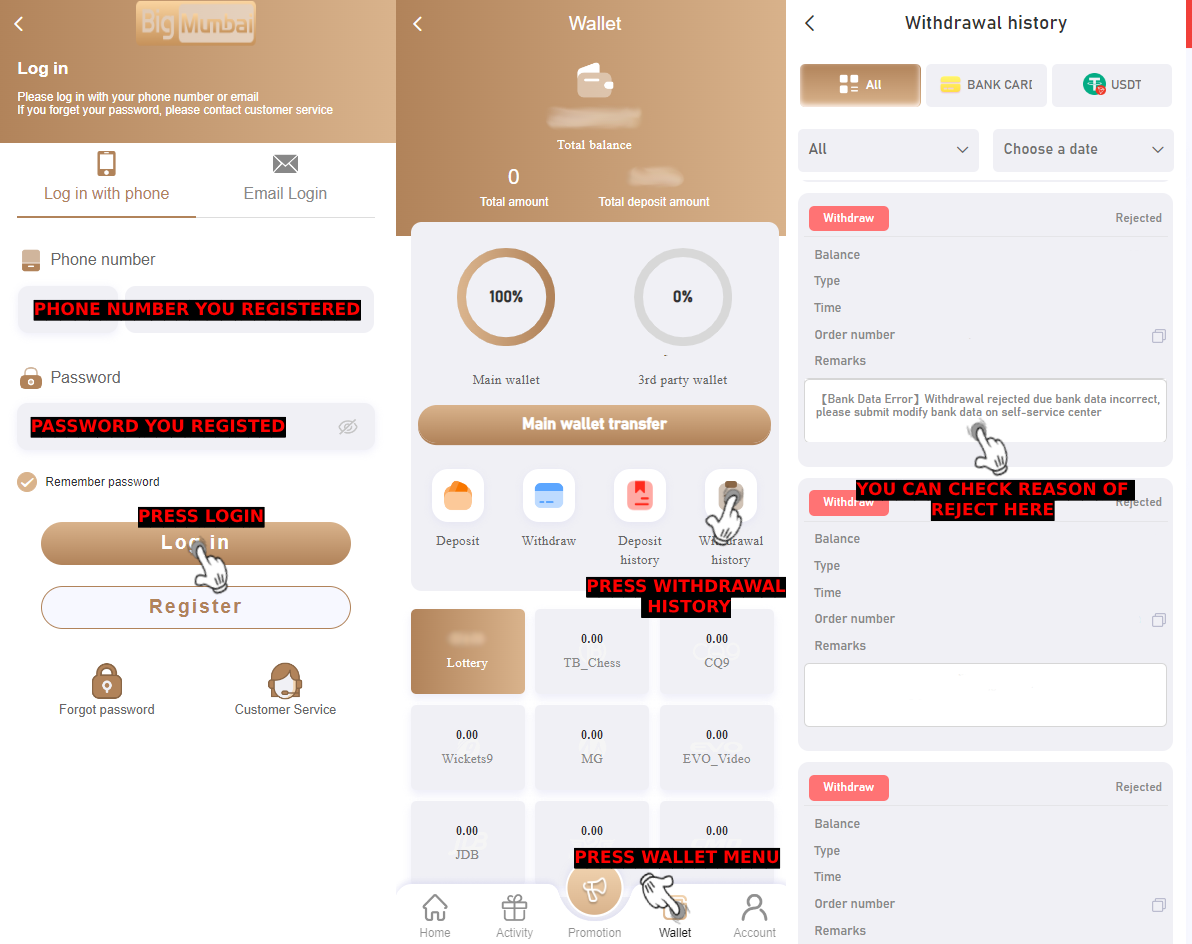 Big Mumbai
Log in
Please log in with your phone number or email
If you forget your password, please contact customer service
Log in with phone
Email Login
Phone number
PHONE NUMBER YOU REGISTERED
Password
PASSWORD YOU REGISTED
Remember password
PRESS LOGIN
Log in
Register
Forgot password
Customer Service
Wallet
Total balance
0
Total amount
Total deposit amount
100%
0%
Main wallet
3rd party wallet
Main wallet transfer
Deposit
Withdraw
Deposit
history
Withdrawal
history
PRESS WITHDRAWAL
HISTORY
Lottery
0.00
TB_Chess
0.00
CQ9
0.00
Wickets9
0.00
MG
0.00
EVO_Video
0.00
JDB
0.00
0.00
PRESS WALLET MENU
Home
Activity
Promotion
Wallet
Account
Withdrawal history
All
BANK CARD
USDT
All
Choose a date
Withdraw
Rejected
Balance
Type
Time
Order number
Remarks
【Bank Data Error】Withdrawal rejected due bank data incorrect,
please submit modify bank data on self-service center
YOU CAN CHECK REASON OF
REJECT HERE
Withdraw
Rejected
Balance
Type
Time
Order number
Remarks
Withdraw
Rejected
Balance
Type
Time
Order number
Remarks